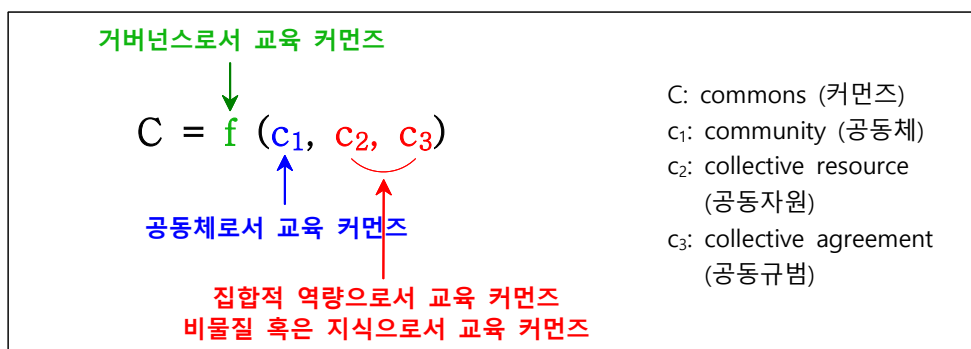 거버넌스로서 교육 커먼즈
C = f (c₁, c₂, c₃)
공동체로서 교육 커먼즈
집합적 역량으로서 교육 커먼즈
비물질 혹은 지식으로서 교육 커먼즈
C: commons (커먼즈)
c₁: community (공동체)
c₂: collective resource
(공동자원)
c₃: collective agreement
(공동규범)